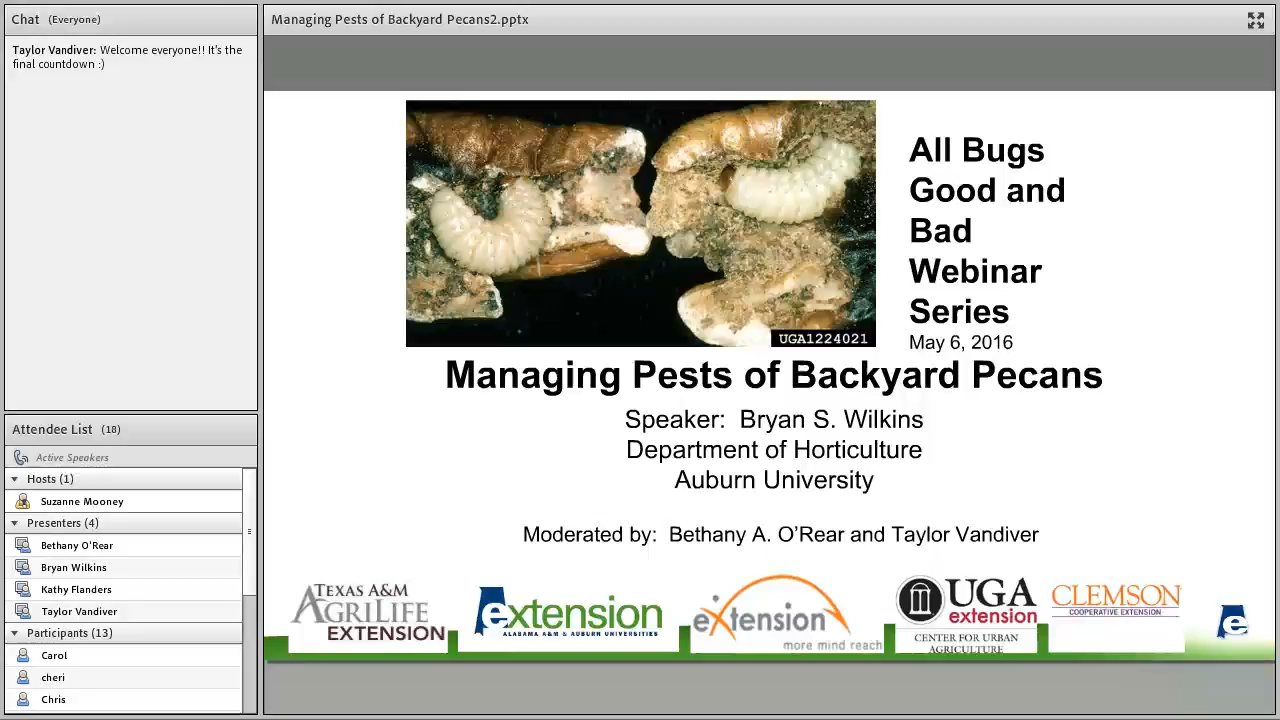 Chat (Everyone)
Taylor Vandiver: Welcome everyone!! It's the
final countdown :)
Attendee List (18)
Active Speakers
Hosts (1)
Suzanne Mooney
Presenters (4)
Bethany O'Rear
Bryan Wilkins
Kathy Flanders
Taylor Vandiver
Participants (13)
Carol
cheri
Chris
Managing Pests of Backyard Pecans2.pptx
UGA1224021
All Bugs
Good and
Bad
Webinar
Series
May 6, 2016
Managing Pests of Backyard Pecans
Speaker: Bryan S. Wilkins
Department of Horticulture
Auburn University
Moderated by: Bethany A. O'Rear and Taylor Vandiver
TEXAS A&M
AGRILIFE
EXTENSION
extension
ALABAMA A&M & AUBURN UNIVERSITIES
eXtension
more mind reach
UGA
extension
CENTER FOR URBAN
AGRICULTURE
CLEMSON
COOPERATIVE EXTENSION
e